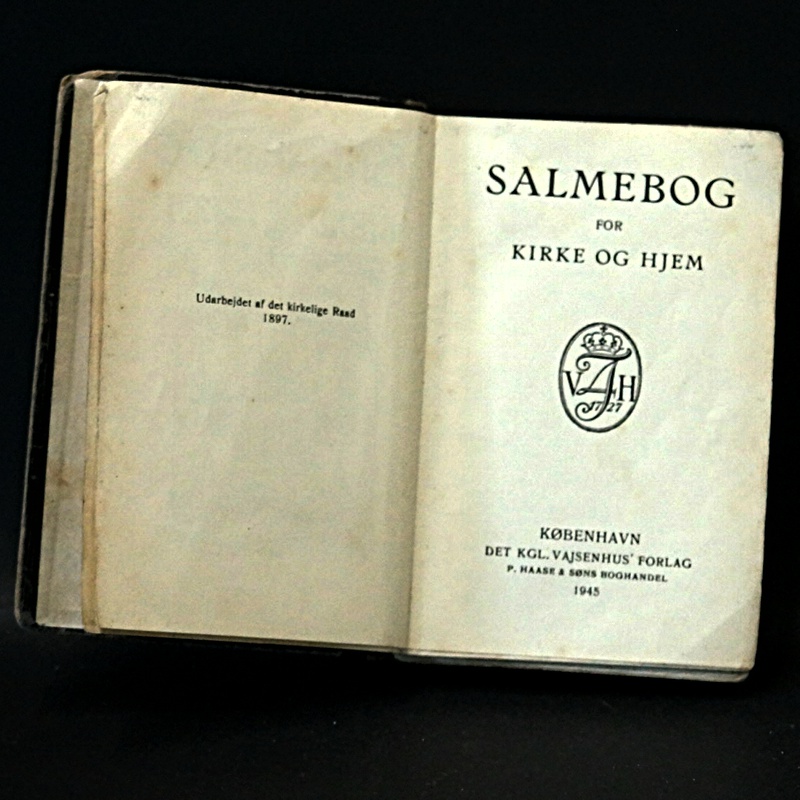 Udarbejdet af det kirkelige Raad
1897.
SALMEBOG
FOR
KIRKE OG HJEM
V F4 H
1727
KØBENHAVN
DET KGL. VAJSENHUS' FORLAG
P. HAASE & SØNS BOGHANDEL
1945